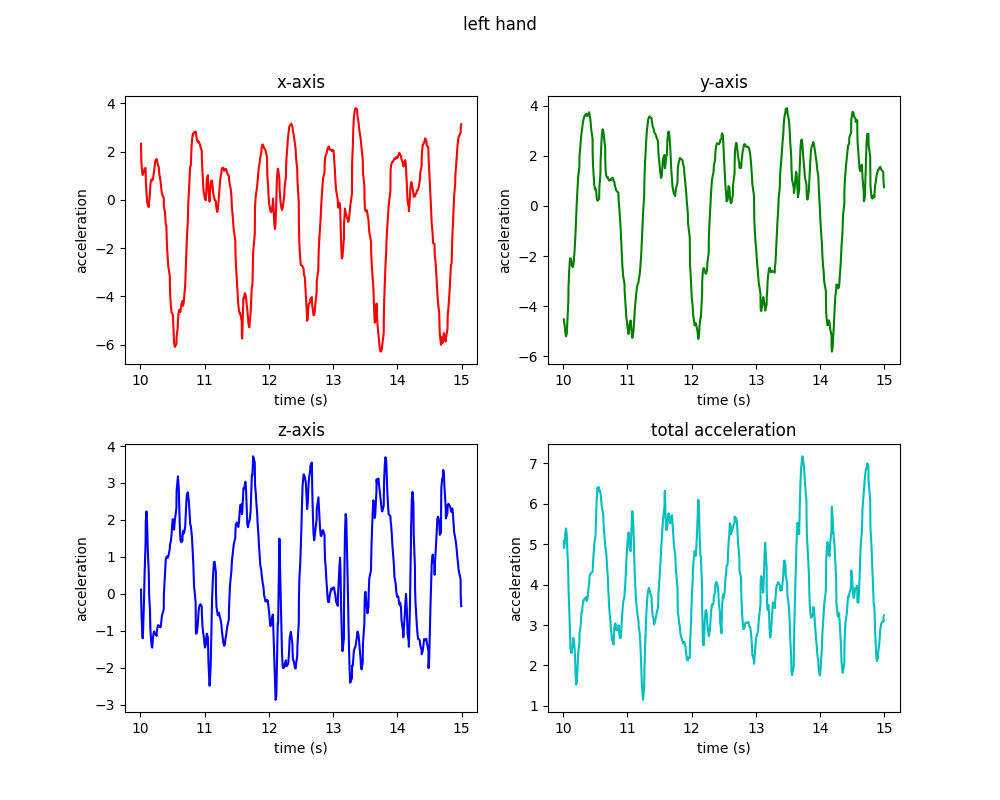 left hand
x-axis
4
2
0
−2
−4
−6
acceleration
10 11 12 13 14 15
time (s)
y-axis
4
2
0
−2
−4
−6
acceleration
10 11 12 13 14 15
time (s)
z-axis
4
3
2
1
0
−1
−2
−3
acceleration
10 11 12 13 14 15
time (s)
total acceleration
7
6
5
4
3
2
1
acceleration
10 11 12 13 14 15
time (s)